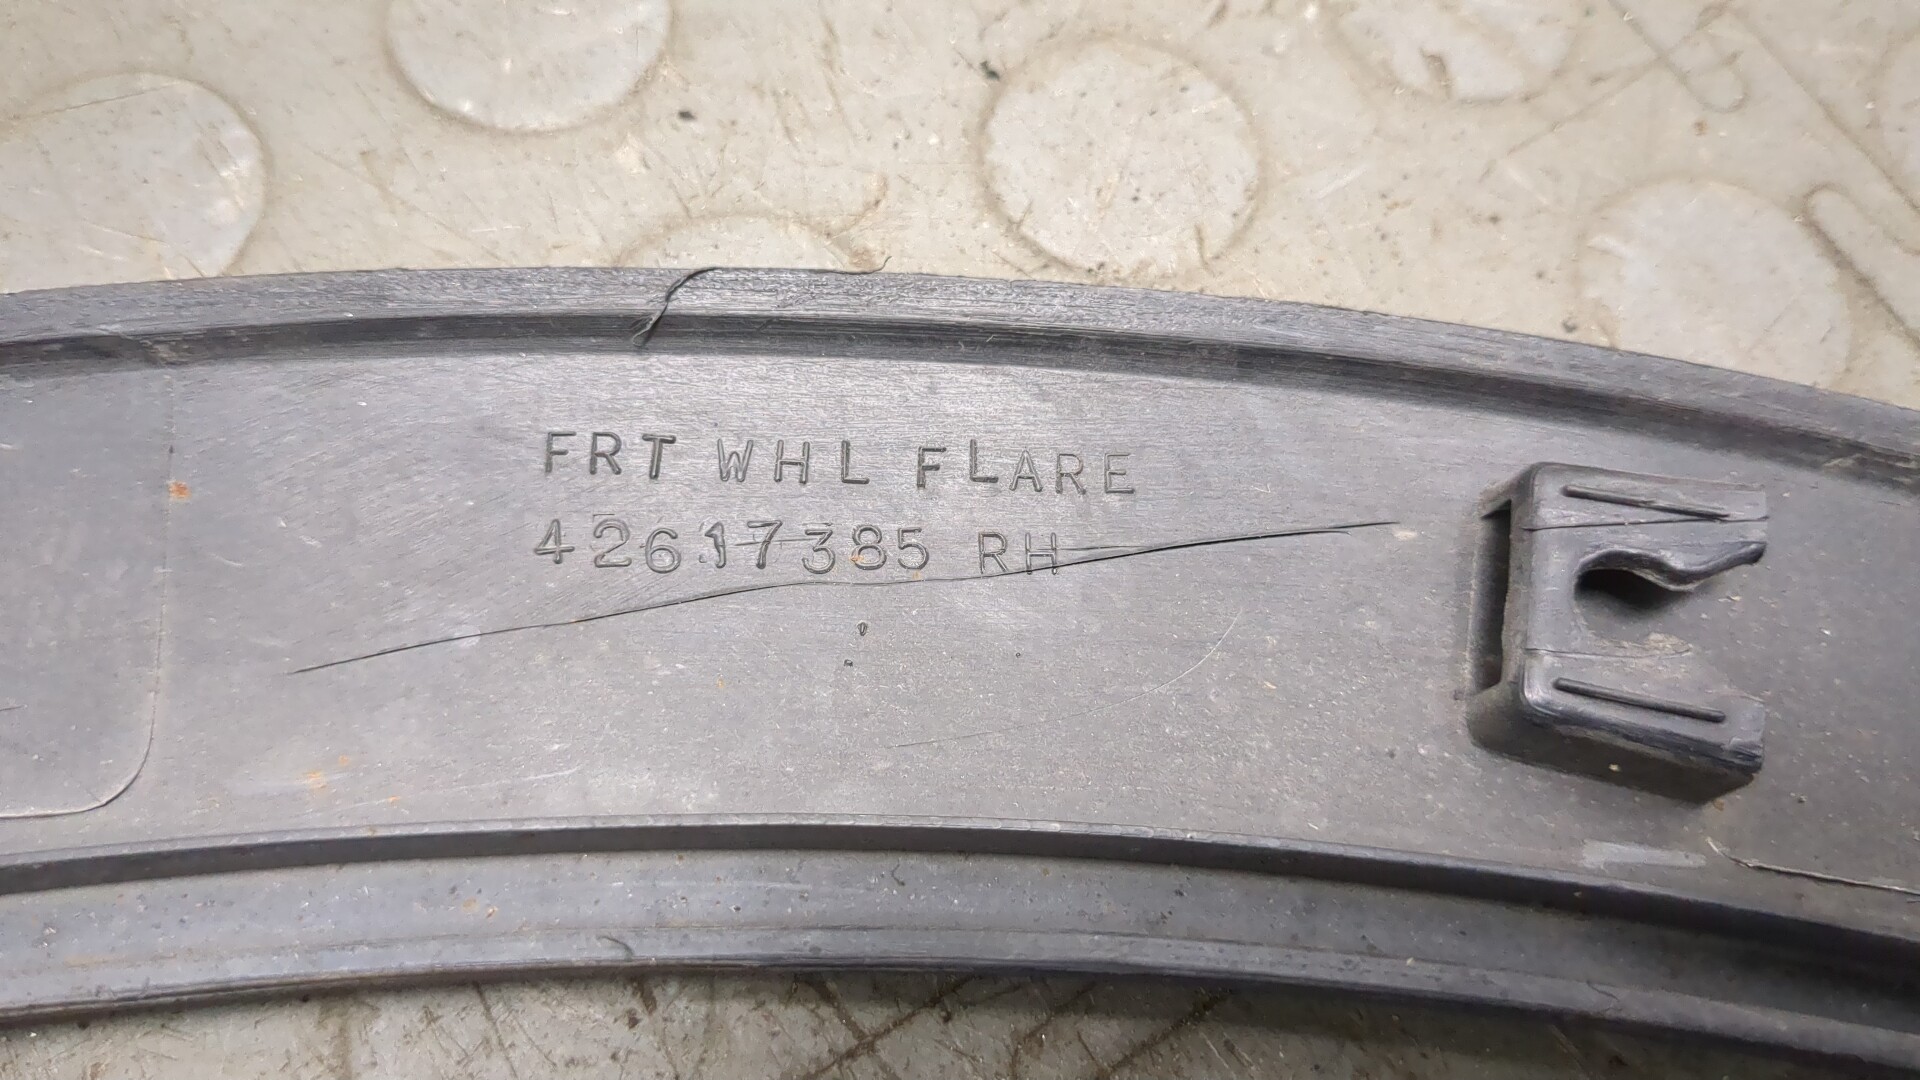 FRT WHL FLARE
42617385 RH